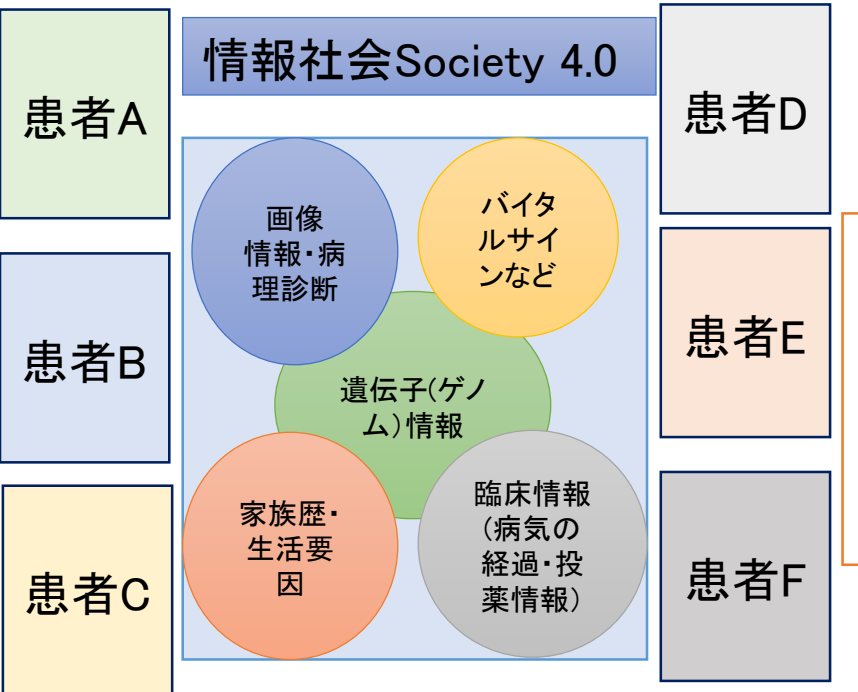 情報社会Society 4.0
患者A
患者B
患者C
画像
情報・病
理診断
バイタ
ルサイ
ンなど
遺伝子(ゲノ
ム)情報
家族歴・
生活要
因
臨床情報
(病気の
経過・投
薬情報)
患者D
患者E
患者F